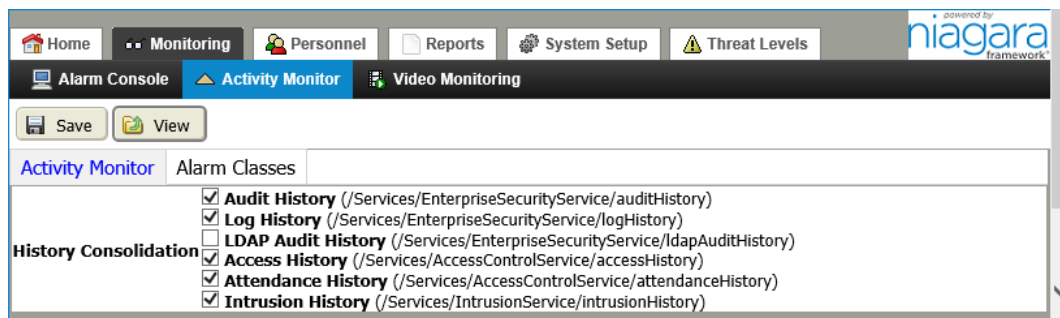 powered by
niagara
framework
Home Monitoring Personnel Reports System Setup Threat Levels
Alarm Console Activity Monitor Video Monitoring
Save View
Activity Monitor Alarm Classes
History Consolidation
Audit History (/Services/EnterpriseSecurityService/auditHistory)
Log History (/Services/EnterpriseSecurityService/logHistory)
LDAP Audit History (/Services/EnterpriseSecurityService/ldapAuditHistory)
Access History (/Services/AccessControlService/accessHistory)
Attendance History (/Services/AccessControlService/attendanceHistory)
Intrusion History (/Services/IntrusionService/intrusionHistory)